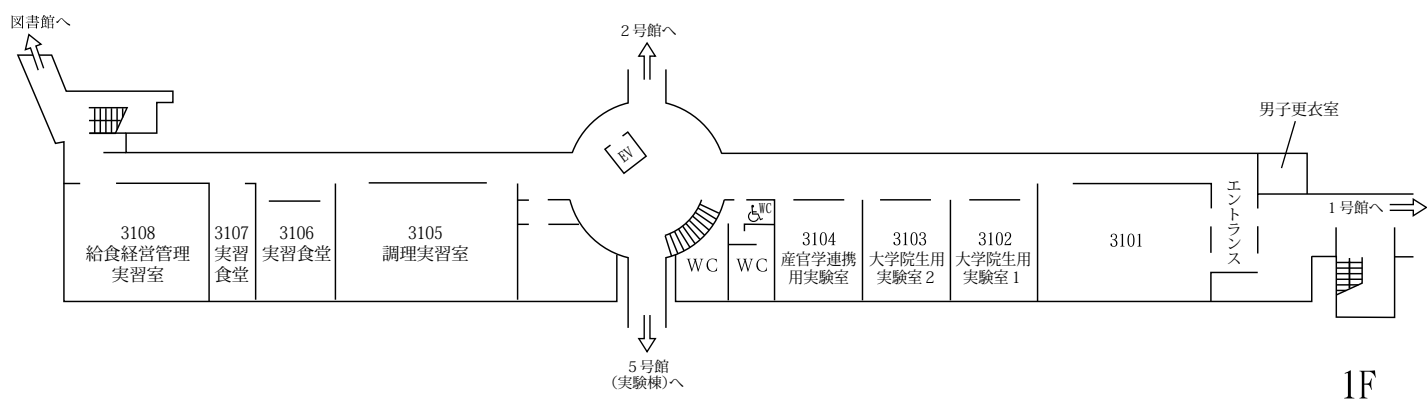 図書館へ
2号館へ
男子更衣室
EV
WC
エントランス
1号館へ
3108
給食経営管理
実習室
3107
実習
食堂
3106
実習食堂
3105
調理実習室
WC
WC
3104
産官学連携
用実験室
3103
大学院生用
実験室2
3102
大学院生用
実験室1
3101
5号館
(実験棟)へ
1F